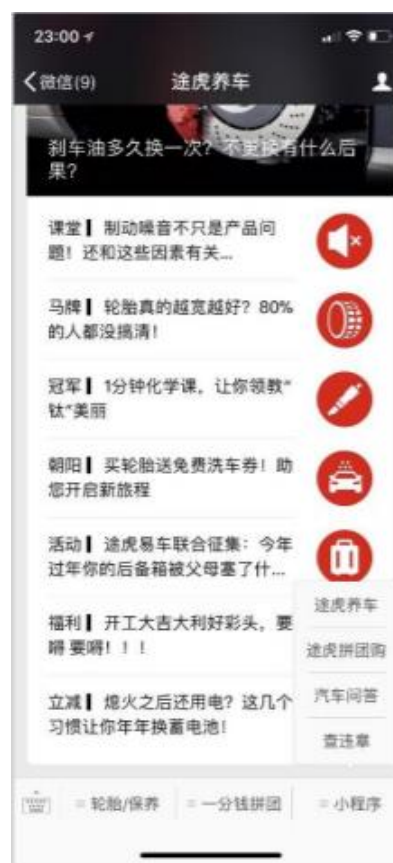 23:00
微信(9)
途虎养车
刹车油多久换一次？不更换有什么后
果？
课堂▎制动噪音不只是产品问
题！还和这些因素有关...
马牌▎轮胎真的越宽越好？80%
的人都没搞清！
冠军▎1分钟化学课，让你领教“
钛”美丽
朝阳▎买轮胎送免费洗车券！助
您开启新旅程
活动▎途虎易车联合征集：今年
过年你的后备箱被父母塞了什...
福利▎开工大吉大利好彩头，要
嘚 要嘚！！！
立减▎熄火之后还用电？这几个
习惯让你年年换蓄电池！
途虎养车
途虎拼团购
汽车问答
查违章
轮胎/保养
一分钱拼团
小程序